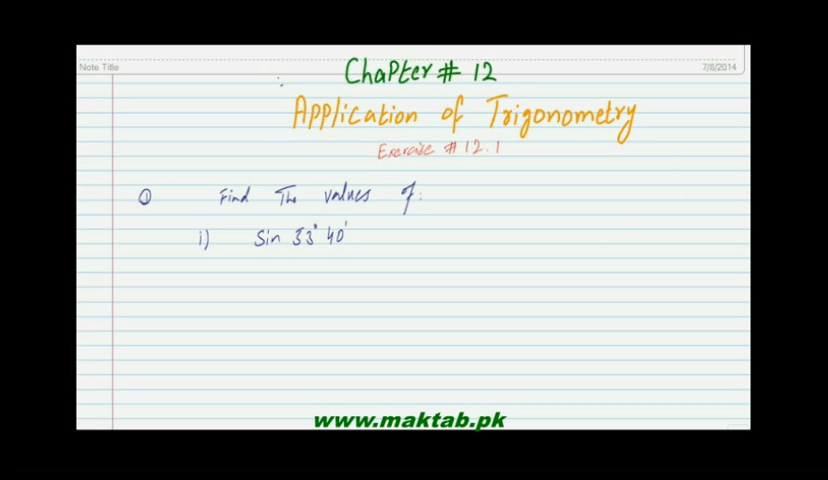 Note Title
7/8/2014
Chapter # 12
Application of Trigonometry
Exercise # 12.1
① Find The values of:
i) Sin 53° 40'
www.maktab.pk